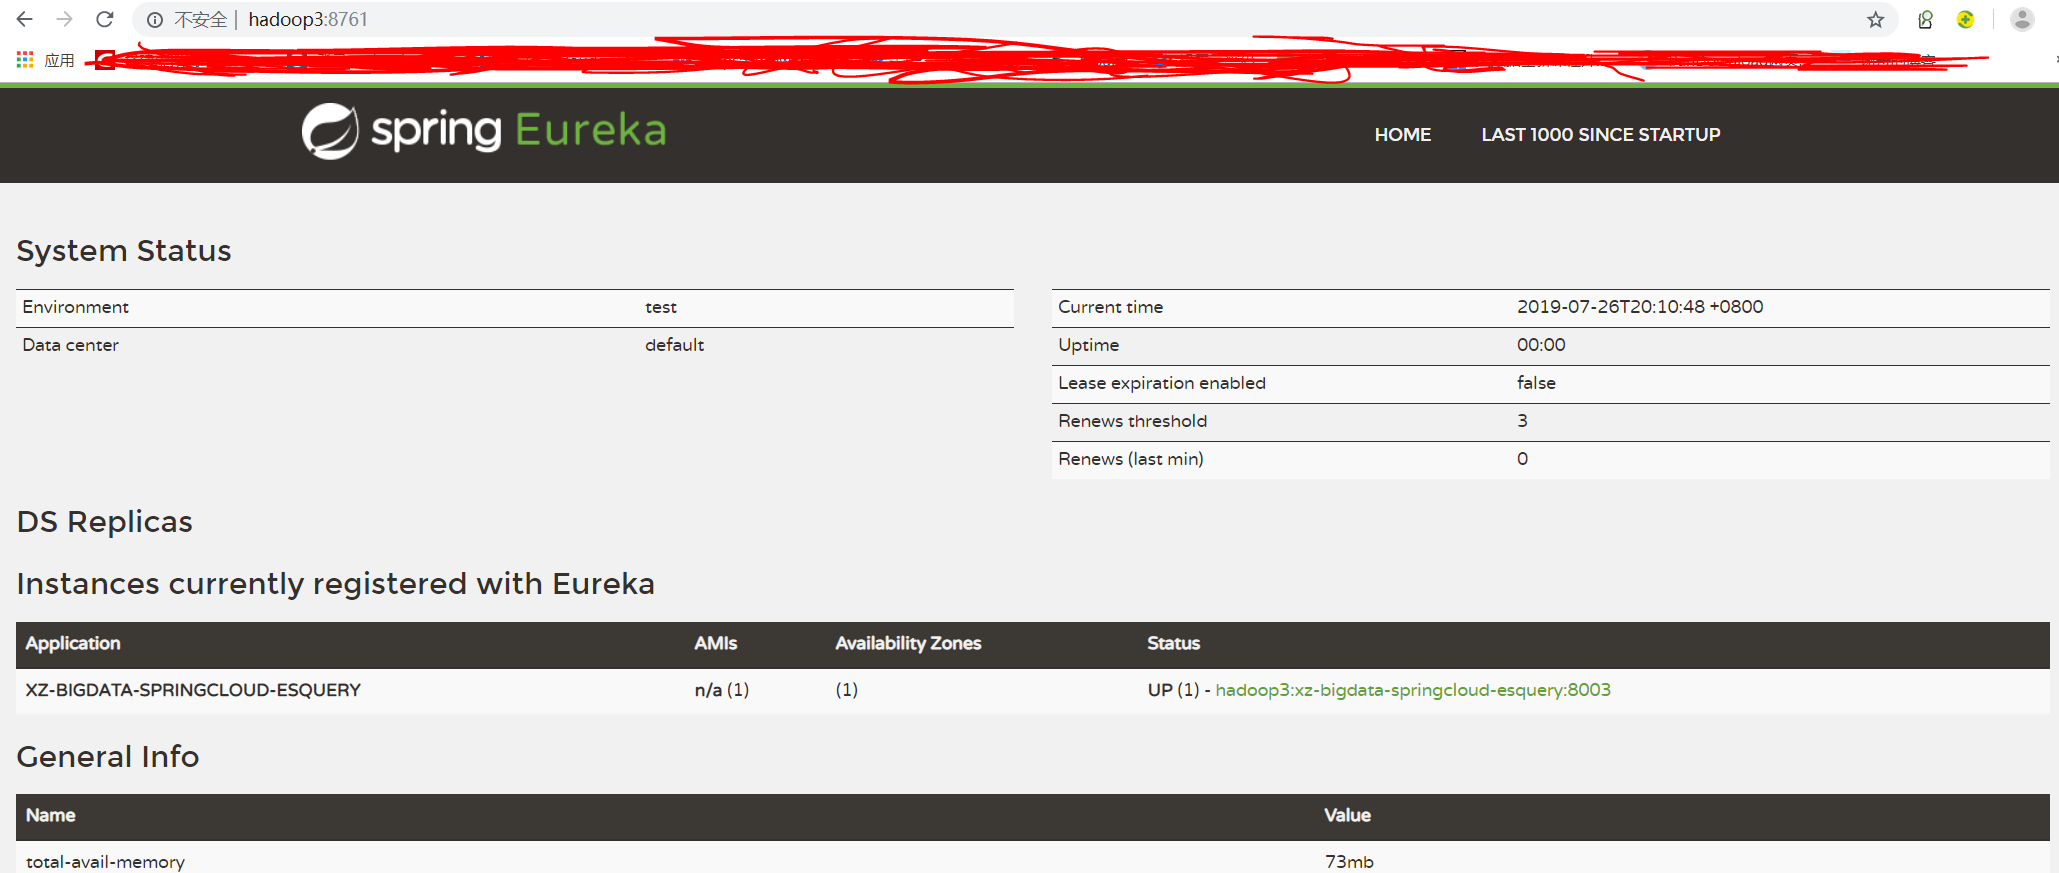 不安全 | hadoop3:8761
应用
spring Eureka
HOME LAST 1000 SINCE STARTUP
System Status
Environment test
Data center default
Current time 2019-07-26T20:10:48 +0800
Uptime 00:00
Lease expiration enabled false
Renews threshold 3
Renews (last min) 0
DS Replicas
Instances currently registered with Eureka
Application AMIs Availability Zones Status
XZ-BIGDATA-SPRINGCLOUD-ESQUERY n/a (1) (1) UP (1) - hadoop3:xz-bigdata-springcloud-esquery:8003
General Info
Name Value
total-avail-memory 73mb